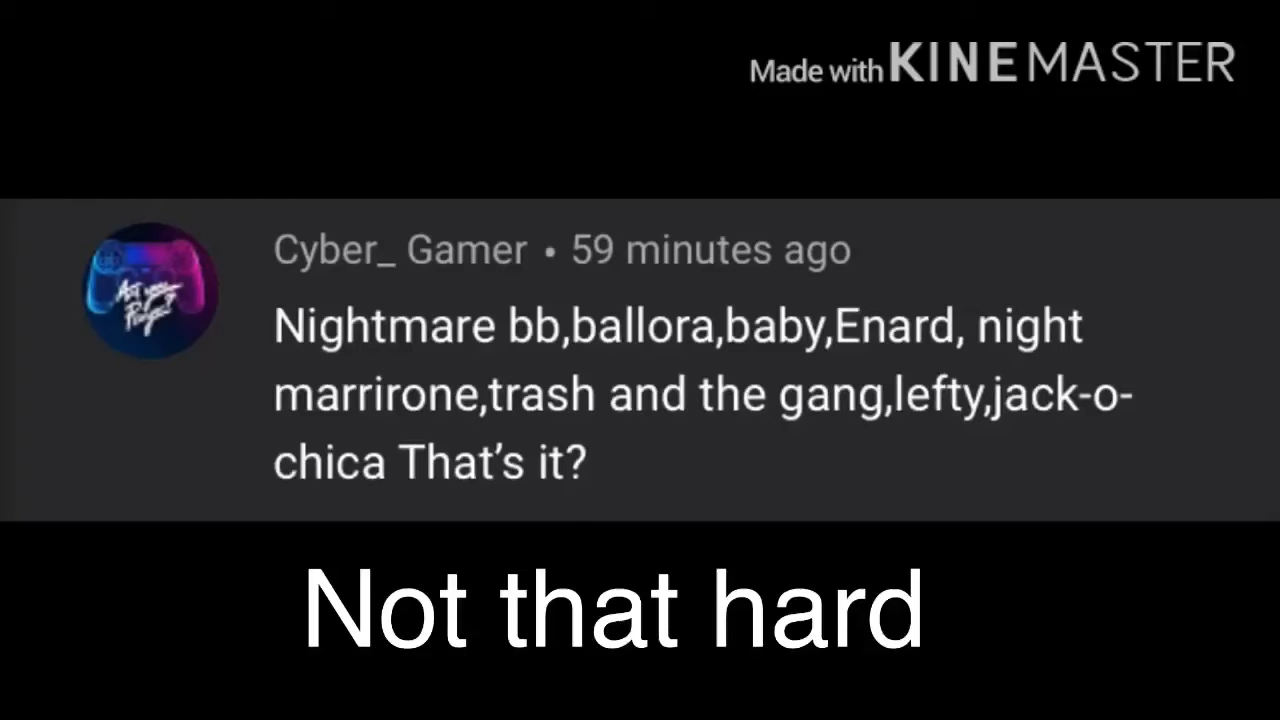 Made with KINEMASTER
Cyber_ Gamer • 59 minutes ago
Nightmare bb,ballora,baby,Enard, night
marrirone,trash and the gang,lefty,jack-o-
chica That’s it?
Not that hard